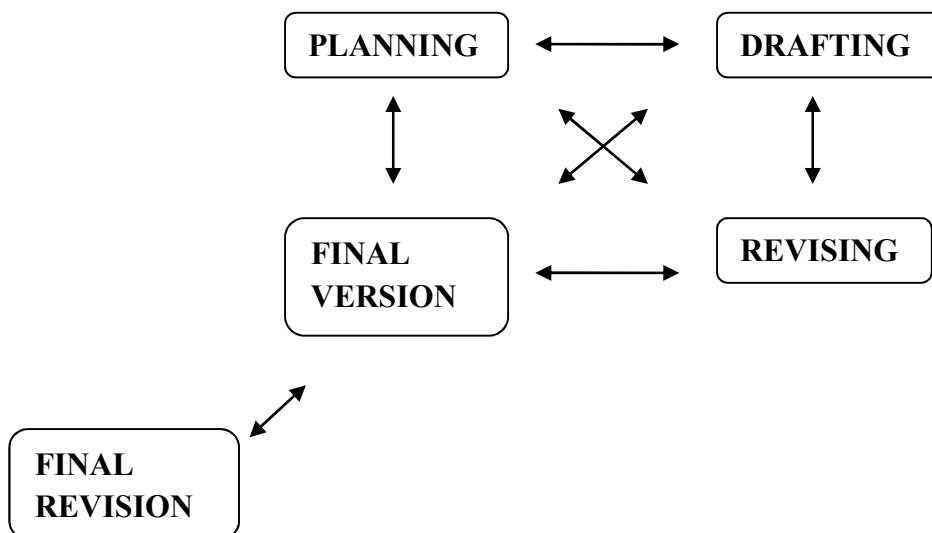 PLANNING
DRAFTING
FINAL
VERSION
REVISING
FINAL
REVISION